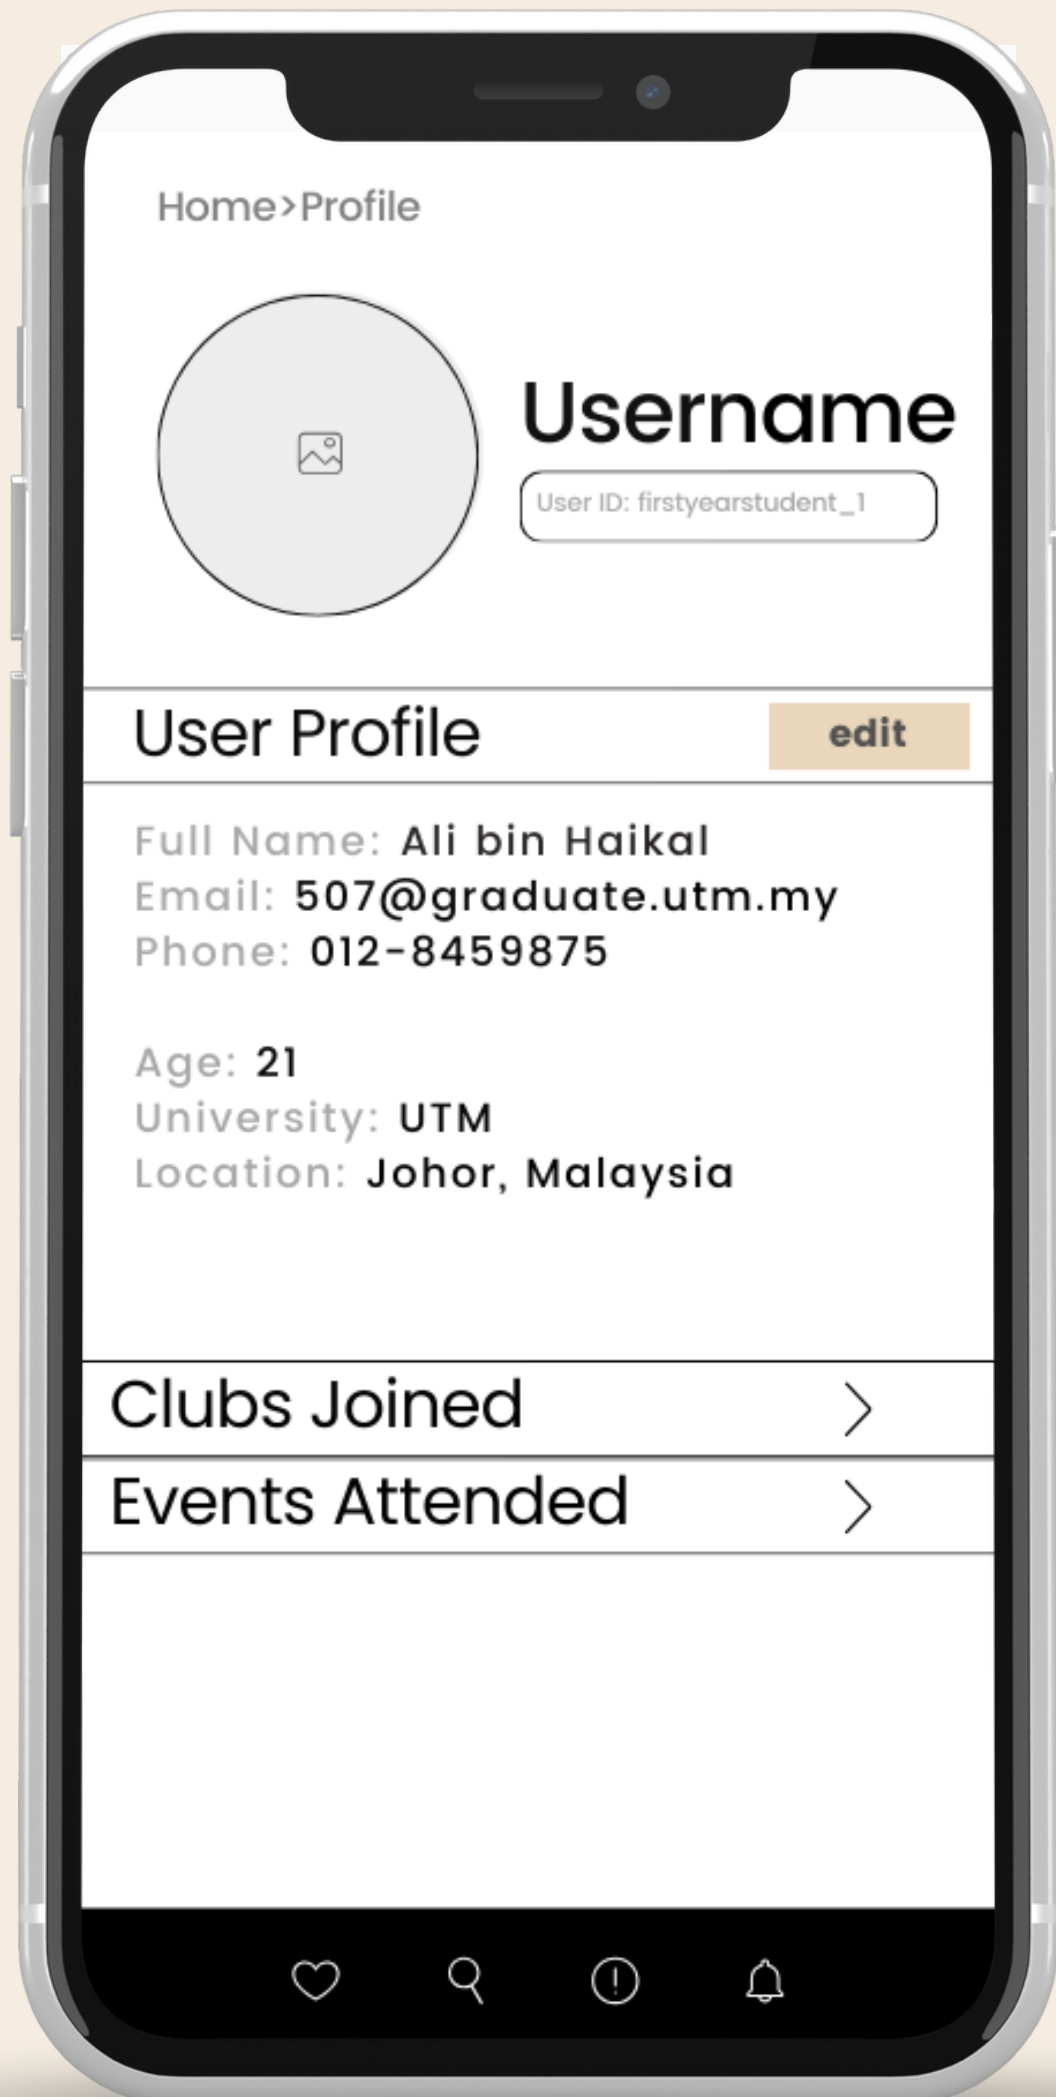 Home>Profile
Username
User ID: firstyearstudent_1
User Profile
edit
Full Name: Ali bin Haikal
Email: 507@graduate.utm.my
Phone: 012-8459875
Age: 21
University: UTM
Location: Johor, Malaysia
Clubs Joined
Events Attended